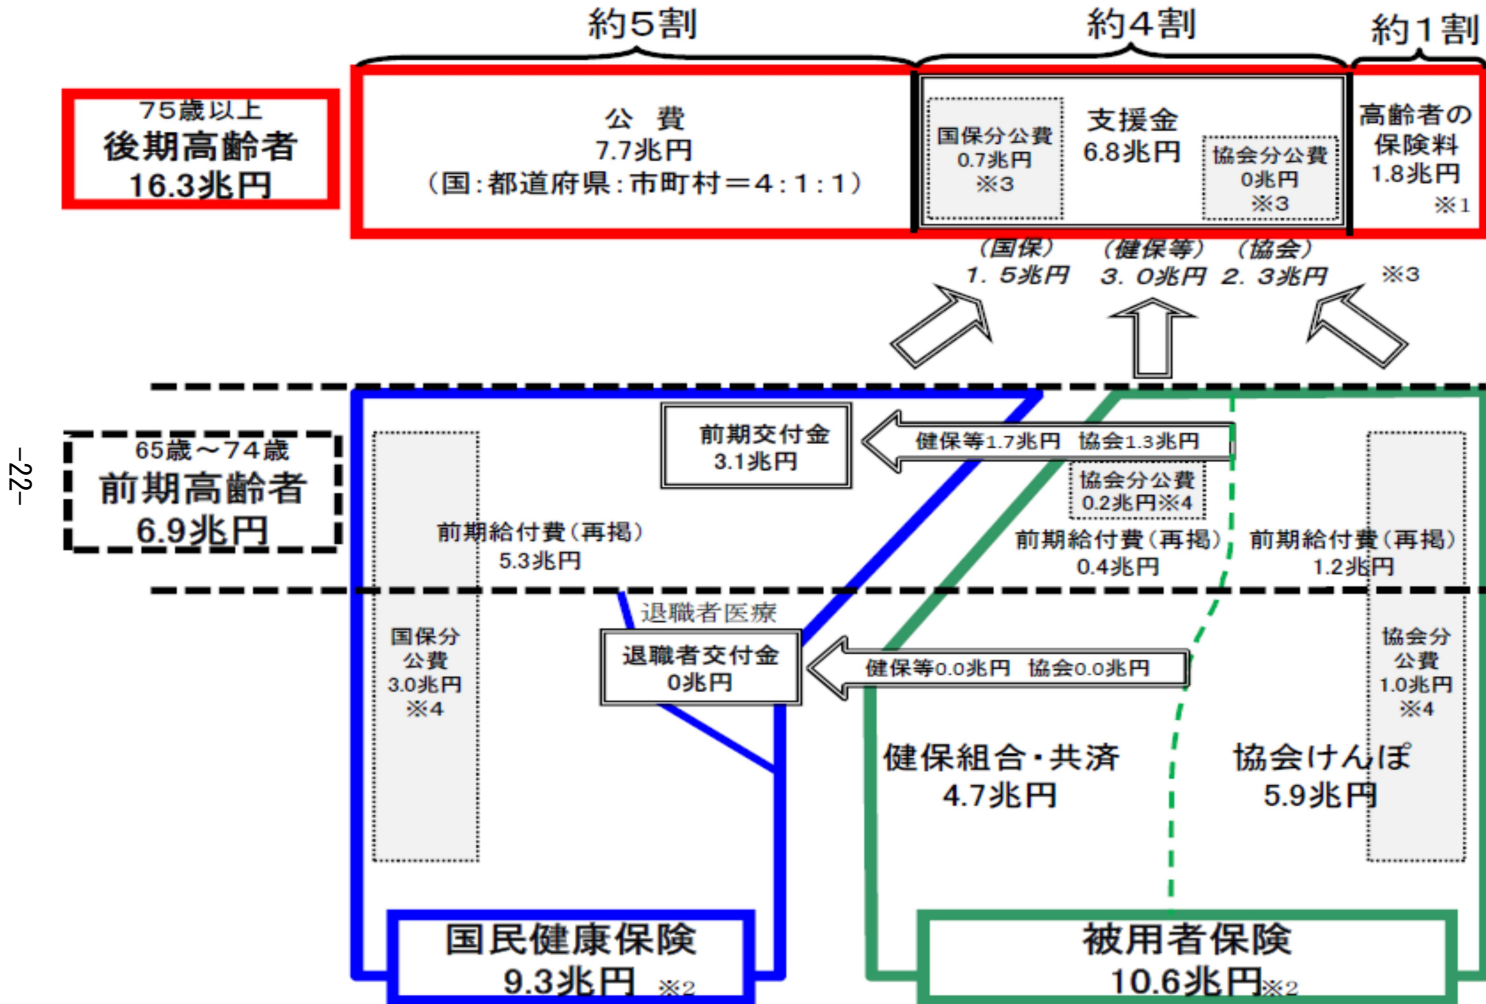 約5割
約4割
約1割
75歳以上
後期高齢者
16.3兆円
公 費
7.7兆円
（国：都道府県：市町村＝4：1：1）
国保分公費
0.7兆円
※3
支援金
6.8兆円
協会分公費
0兆円
※3
高齢者の
保険料
1.8兆円
※1
（国保）
1.5兆円
（健保等）
3.0兆円
（協会）
2.3兆円
※3
65歳～74歳
前期高齢者
6.9兆円
前期交付金
3.1兆円
健保等1.7兆円 協会1.3兆円
協会分公費
0.2兆円※4
前期給付費（再掲）
5.3兆円
前期給付費（再掲）
0.4兆円
前期給付費（再掲）
1.2兆円
退職者医療
退職者交付金
0兆円
健保等0.0兆円 協会0.0兆円
国保分
公費
3.0兆円
※4
協会分
公費
1.0兆円
※4
健保組合・共済
4.7兆円
協会けんぽ
5.9兆円
国民健康保険
9.3兆円 ※2
被用者保険
10.6兆円※2
-22-